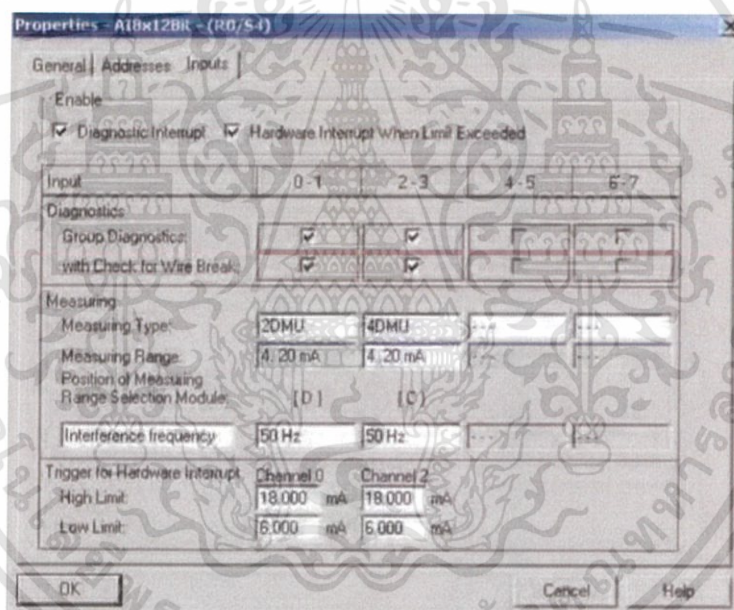 Properties - AI8x12Bit - (R0/S4)
General Addresses Inputs
Enable
Diagnostic Interrupt Hardware Interrupt When Limit Exceeded
Input 0 - 1 2 - 3 4 - 5 6 - 7
Diagnostics
Group Diagnostics:
with Check for Wire Break:
Measuring
Measuring Type: 2DMU 4DMU --- ---
Measuring Range: 4..20 mA 4..20 mA --- ---
Position of Measuring
Range Selection Module: [D] [C]
Interference frequency 50 Hz 50 Hz --- ---
Trigger for Hardware Interrupt Channel 0 Channel 2
High Limit: 18.000 mA 18.000 mA
Low Limit: 6.000 mA 6.000 mA
OK Cancel Help